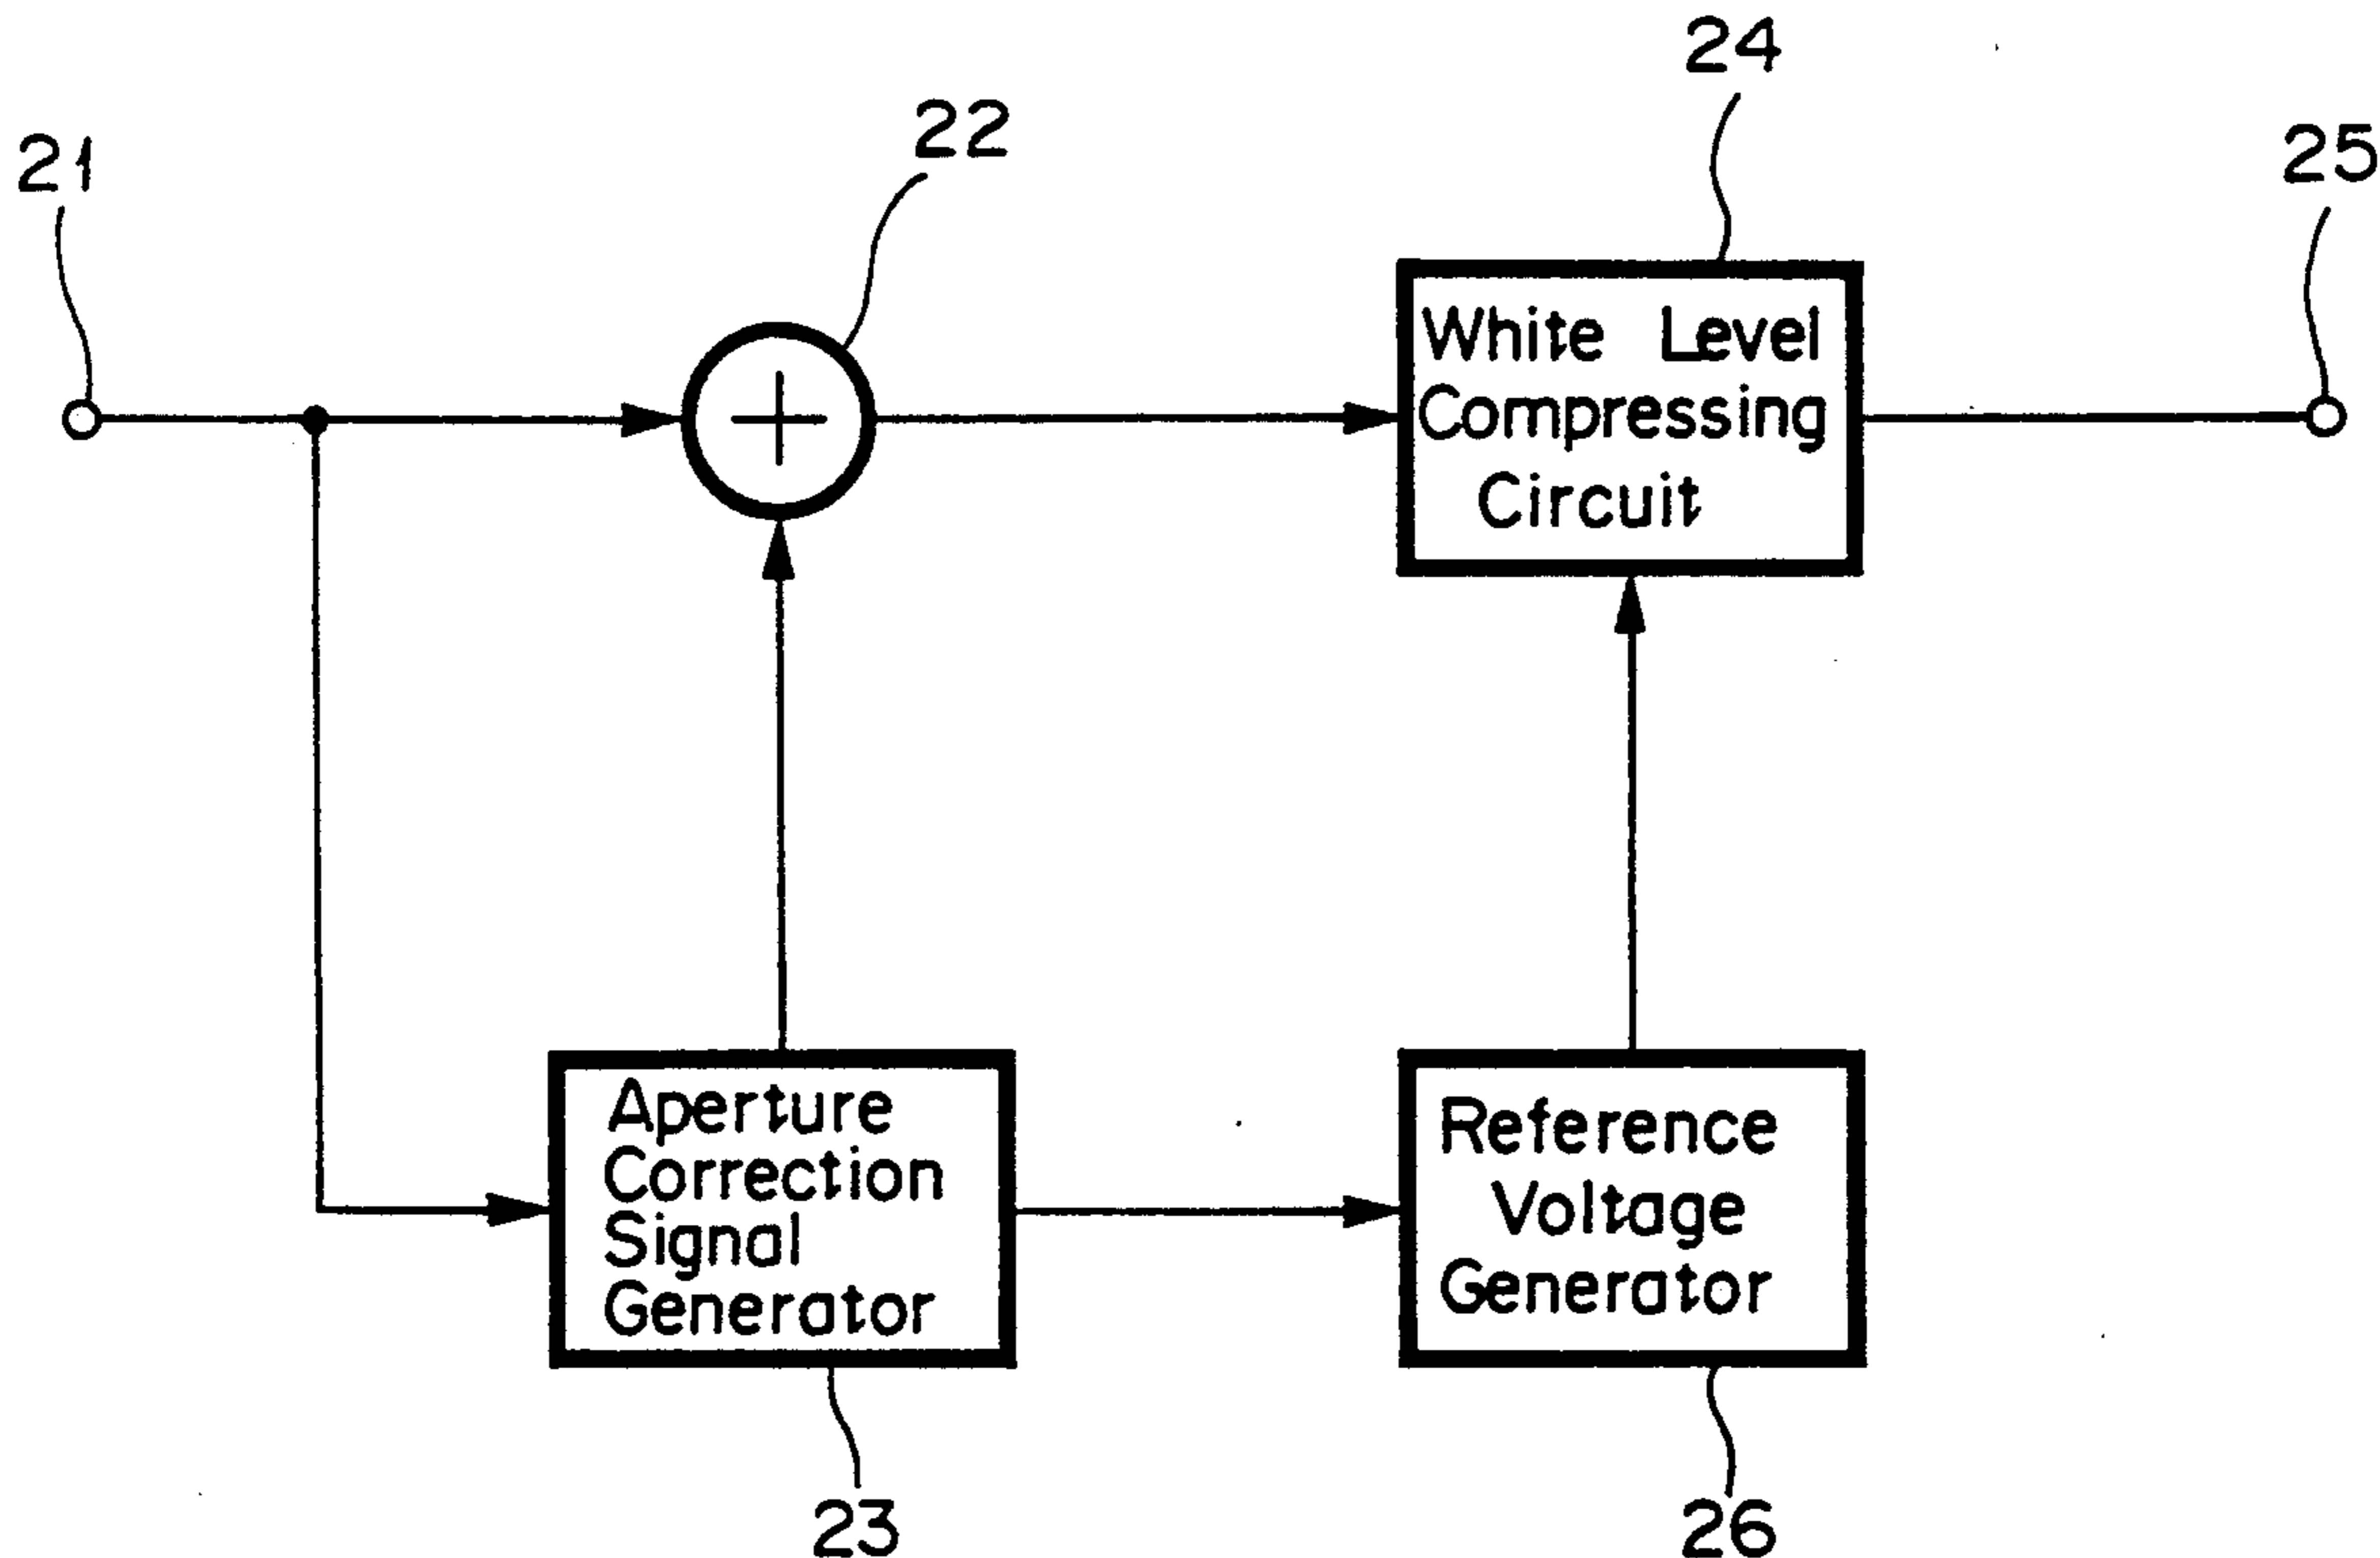 24
22
21
25
White Level
Compressing
Circuit
Aperture
Correction
Signal
Generator
Reference
Voltage
Generator
23
26